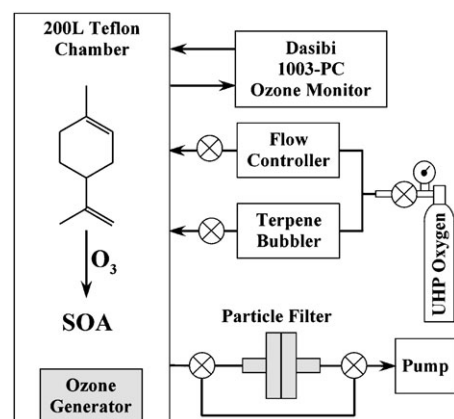 200L Teflon
Chamber
O3
SOA
Ozone
Generator
Dasibi
1003-PC
Ozone Monitor
Flow
Controller
Terpene
Bubbler
UHP Oxygen
Particle Filter
Pump